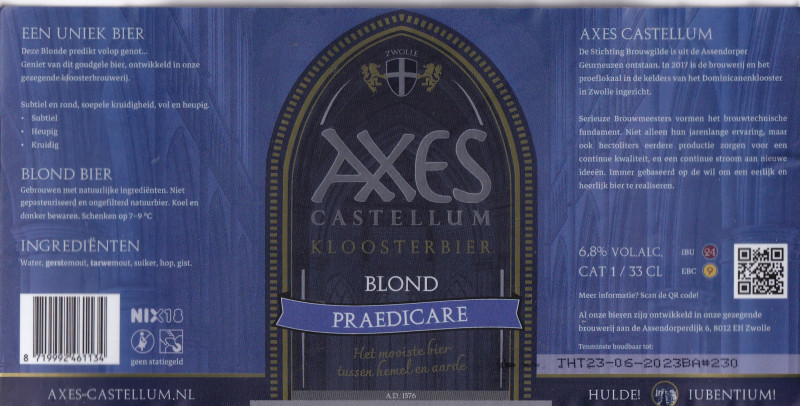 EEN UNIEK BIER
Deze Blonde predikt volop genot...
Geniet van dit goudgele bier, ontwikkeld in onze
gezegende kloosterbrouwerij.
Subtiel en rond, soepele kruidigheid, vol en heupig.
• Subtiel
• Heupig
• Kruidig
BLOND BIER
Gebrouwen met natuurlijke ingrediënten. Niet
gepasteuriseerd en ongefilterd natuurbier. Koel en
donker bewaren. Schenken op 7-9 °C
INGREDIËNTEN
Water, gerstemout, tarwemout, suiker, hop, gist.
8 719992 461134
NIX18
geen statiegeld
AXES-CASTELLUM.NL
ZWOLLE
AXES
CASTELLUM
KLOOSTERBIER
BLOND
PRAEDICARE
Het mooiste bier
tussen hemel en aarde
A.D. 1576
AXES CASTELLUM
De Stichting Brouwgilde is uit de Assendorper
Geurneuzen ontstaan. In 2017 is de brouwerij en het
proeflokaal in de kelders van het Dominicanenklooster
in Zwolle ingericht.
Serieuze Brouwmeesters vormen het brouwtechnische
fundament. Niet alleen hun jarenlange ervaring, maar
ook hectoliters eerdere productie zorgen voor een
continue kwaliteit, en een continue stroom aan nieuwe
ideeën. Immer gebaseerd op de wil om een eerlijk en
heerlijk bier te realiseren.
6,8% VOL.ALC. IBU 24
CAT 1 / 33 CL EBC 9
Meer informatie? Scan de QR code!
Al onze bieren zijn ontwikkeld in onze gezegende
brouwerij aan de Assendorperdijk 6, 8012 EH Zwolle
Tenminste houdbaar tot:
THT23-06-2023BA#230
HULDE! IUBENTIUM!